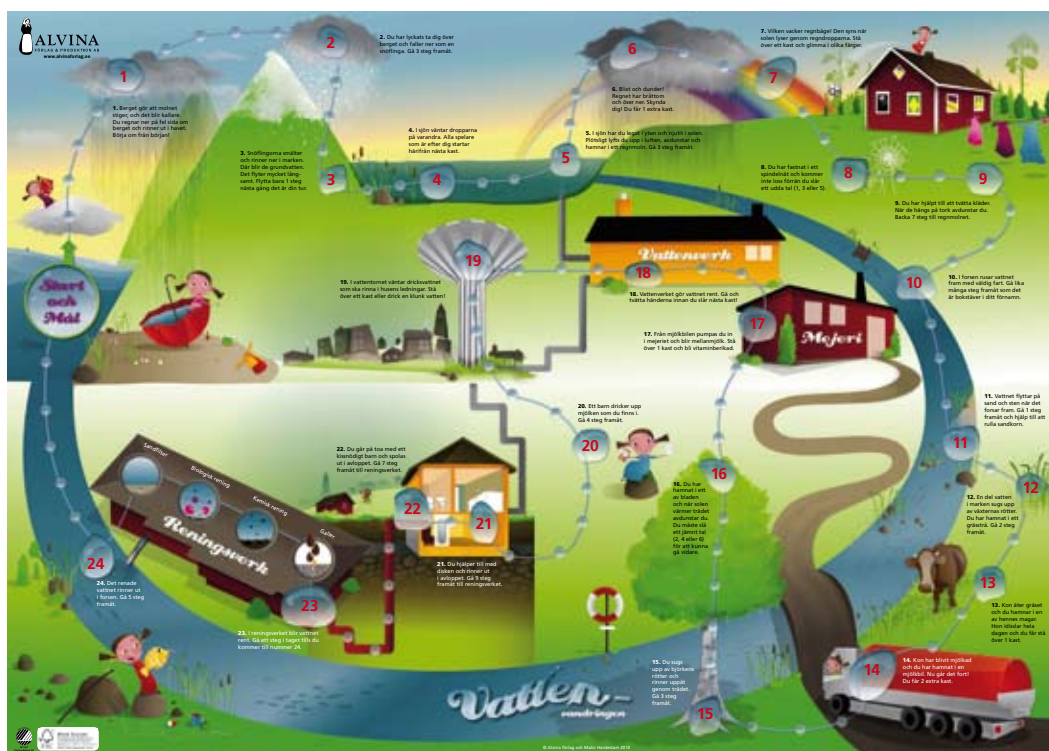 ALVINA
FÖRLAG & PRODUKTION AB
www.alvinaforlag.se
1
1. Berget gör att molnet
stiger, och det blir kallare.
Du regnar ner på fel sida om
berget och rinner ut i havet.
Börja om från början!
2
2. Du har lyckats ta dig över
berget och faller ner som en
snöflinga. Gå 3 steg framåt.
3. Snöflingorna smälter
och rinner ner i marken.
Där blir de grundvatten.
Det flyter mycket lång-
samt. Flytta bara 1 steg
nästa gång det är din tur.
3
4. I sjön väntar dropparna
på varandra. Alla spelare
som är efter dig startar
härifrån nästa kast.
4
5. I sjön har du legat i ytan och njutit i solen.
Plötsligt lyfts du upp i luften, avdunstar och
hamnar i ett regnmoln. Gå 3 steg framåt.
5
6
6. Blixt och dunder!
Regnet har bråttom
och öser ner. Skynda
dig! Du får 1 extra kast.
7. Vilken vacker regnbåge! Den syns när
solen lyser genom regndropparna. Stå
över ett kast och glimma i olika färger.
7
8. Du har fastnat i ett
spindelnät och kommer
inte loss förrän du slår
ett udda tal (1, 3 eller 5).
8
9
9. Du har hjälpt till att tvätta kläder.
När de hängs på tork avdunstar du.
Backa 7 steg till regnmolnet.
Start
och
Mål
19. I vattentornet väntar dricksvattnet
som ska rinna i husens ledningar. Stå
över ett kast eller drick en klunk vatten!
19
Vattenverk
18
18. Vattenverket gör vattnet rent. Gå och
tvätta händerna innan du slår nästa kast!
10
10. I forsen rusar vattnet
fram med väldig fart. Gå lika
många steg framåt som det
är bokstäver i ditt förnamn.
17. Från mjölkbilen pumpas du in
i mejeriet och blir mellanmjölk. Stå
över 1 kast och bli vitaminberikad.
17
Mejeri
11. Vattnet flyttar på
sand och sten när det
forsar fram. Gå 1 steg
framåt och hjälp till att
rulla sandkorn.
11
20. Ett barn dricker upp
mjölken som du finns i.
Gå 4 steg framåt.
20
22. Du går på toa med ett
kissnödigt barn och spolas
ut i avloppet. Gå 7 steg
framåt till reningsverket.
22
21
21. Du hjälper till med
disken och rinner ut
i avloppet. Gå 9 steg
framåt till reningsverket.
Sandfilter
Biologisk rening
Kemisk rening
Galler
Reningsverk
16
16. Du har
hamnat i ett
av bladen
och när solen
värmer trädet
avdunstar du.
Du måste slå
ett jämnt tal
(2, 4 eller 6)
för att kunna
gå vidare.
12
12. En del vatten
i marken sugs upp
av växternas rötter.
Du har hamnat i ett
grässtrå. Gå 2 steg
framåt.
13
13. Kon äter gräset
och du hamnar i en
av hennes magar.
Hon idisslar hela
dagen och du får stå
över 1 kast.
24
24. Det renade
vattnet rinner ut
i forsen. Gå 5 steg
framåt.
23
23. I reningsverket blir vattnet
rent. Gå ett steg i taget tills du
kommer till nummer 24.
14
14. Kon har blivit mjölkad
och du har hamnat i en
mjölkbil. Nu går det fort!
Du får 2 extra kast.
15. Du sugs
upp av björkens
rötter och
rinner uppåt
genom trädet.
Gå 3 steg
framåt.
15
Vatten
vandringen
FSC
© Alvina förlag och Malin Hardestam 2010